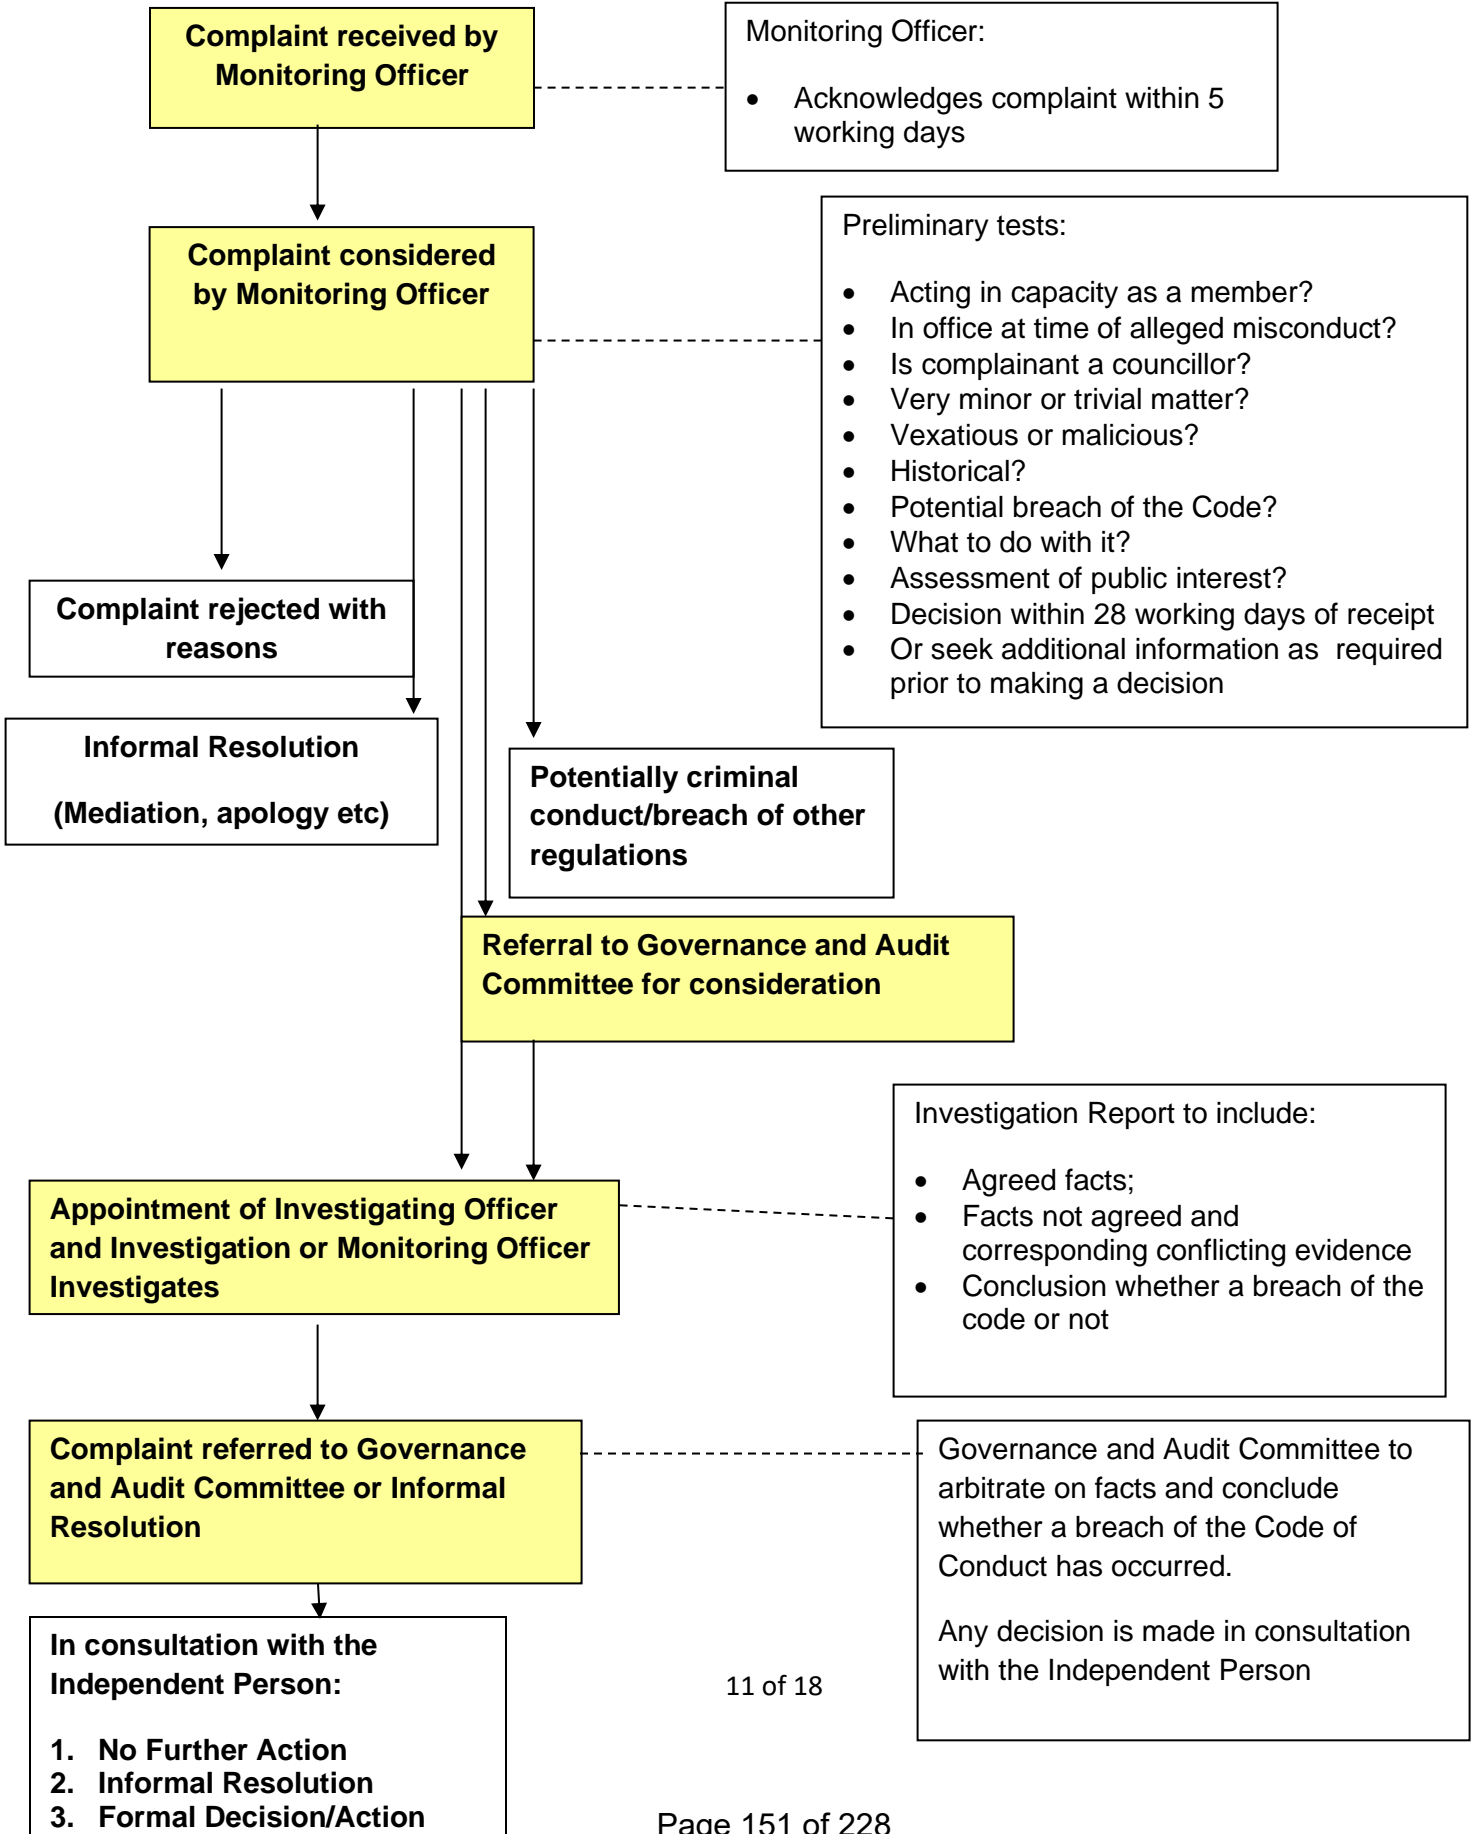 Complaint received by
Monitoring Officer
Monitoring Officer:
• Acknowledges complaint within 5
working days
Complaint considered
by Monitoring Officer
Preliminary tests:
• Acting in capacity as a member?
• In office at time of alleged misconduct?
• Is complainant a councillor?
• Very minor or trivial matter?
• Vexatious or malicious?
• Historical?
• Potential breach of the Code?
• What to do with it?
• Assessment of public interest?
• Decision within 28 working days of receipt
• Or seek additional information as  required
prior to making a decision
Complaint rejected with
reasons
Informal Resolution
(Mediation, apology etc)
Potentially criminal
conduct/breach of other
regulations
Referral to Governance and Audit
Committee for consideration
Appointment of Investigating Officer
and Investigation or Monitoring Officer
Investigates
Investigation Report to include:
• Agreed facts;
• Facts not agreed and
corresponding conflicting evidence
• Conclusion whether a breach of the
code or not
Complaint referred to Governance
and Audit Committee or Informal
Resolution
Governance and Audit Committee to
arbitrate on facts and conclude
whether a breach of the Code of
Conduct has occurred.
Any decision is made in consultation
with the Independent Person
In consultation with the
Independent Person:
1. No Further Action
2. Informal Resolution
3. Formal Decision/Action
11 of 18
Page 151 of 228